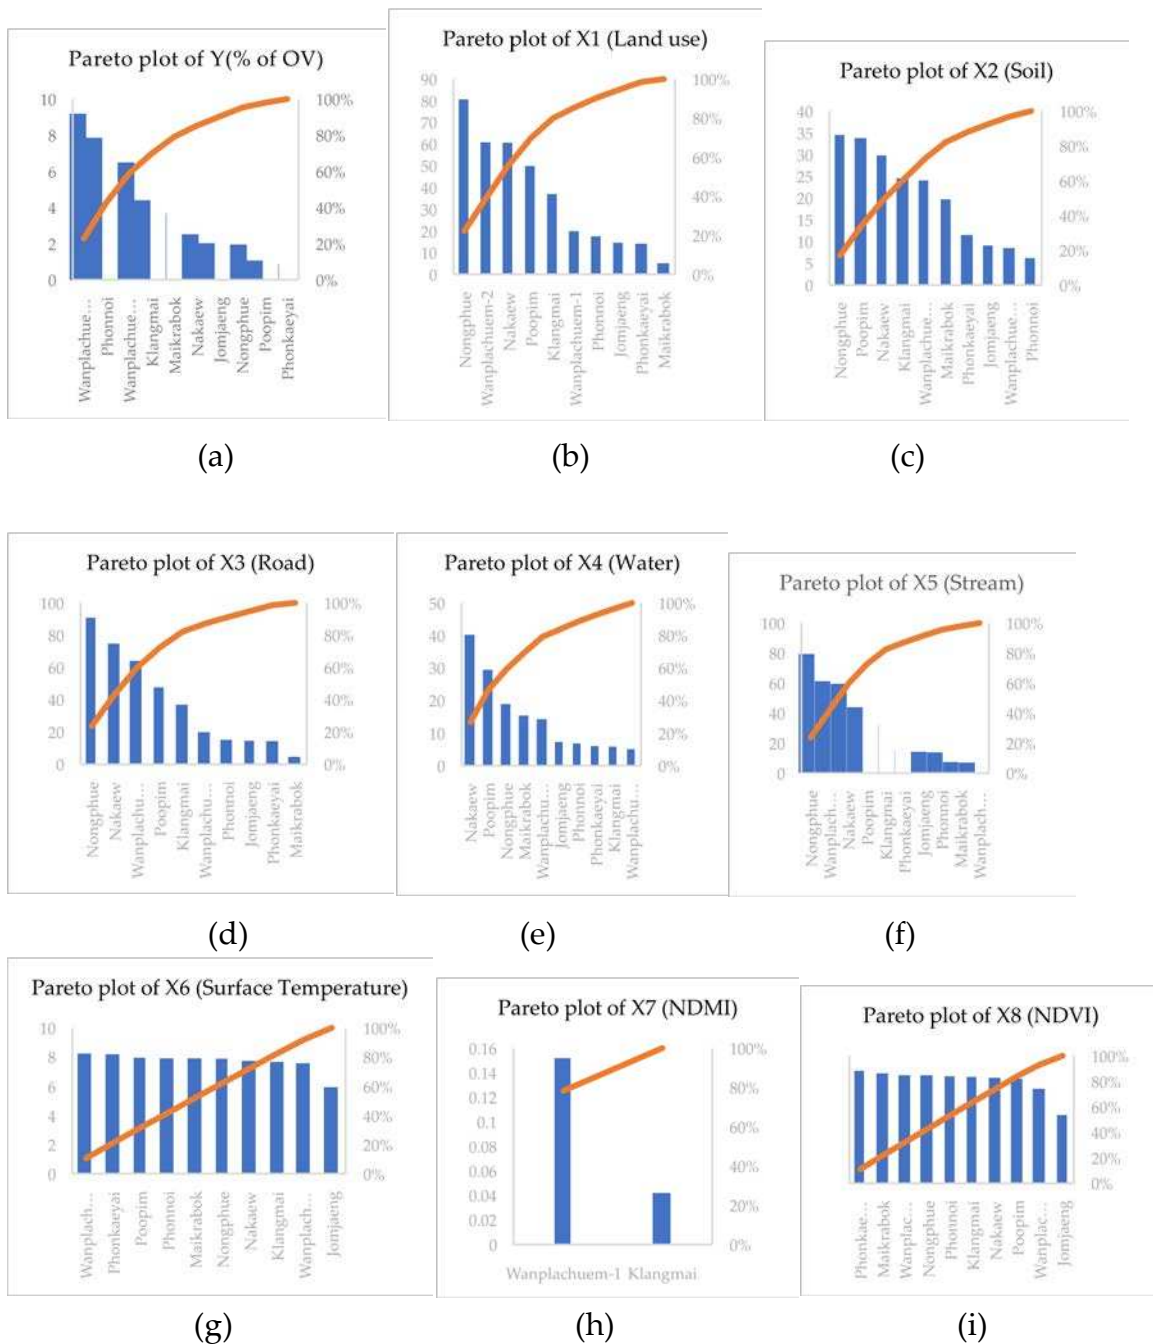 Pareto plot of Y(% of OV)
10
8
6
4
2
0
100%
80%
60%
40%
20%
0%
Wanplachue...
Phonnoi
Wanplachue...
Klangmai
Maikrabok
Nakaew
Jomjaeng
Nongphue
Poopim
Phonkaeyai
(a)
Pareto plot of X1 (Land use)
90
80
70
60
50
40
30
20
10
0
100%
80%
60%
40%
20%
0%
Nongphue
Wanplachuem-2
Nakaew
Poopim
Klangmai
Wanplachuem-1
Phonnoi
Jomjaeng
Phonkaeyai
Maikrabok
(b)
Pareto plot of X2 (Soil)
40
35
30
25
20
15
10
5
0
100%
80%
60%
40%
20%
0%
Nongphue
Poopim
Nakaew
Klangmai
Wanplachue...
Maikrabok
Phonkaeyai
Jomjaeng
Wanplachue...
Phonnoi
(c)
Pareto plot of X3 (Road)
100
80
60
40
20
0
100%
80%
60%
40%
20%
0%
Nongphue
Nakaew
Wanplachu...
Poopim
Klangmai
Wanplachu...
Phonnoi
Jomjaeng
Phonkaeyai
Maikrabok
(d)
Pareto plot of X4 (Water)
50
40
30
20
10
0
100%
80%
60%
40%
20%
0%
Nakaew
Poopim
Nongphue
Maikrabok
Wanplachu...
Jomjaeng
Phonnoi
Phonkaeyai
Klangmai
Wanplachu...
(e)
Pareto plot of X5 (Stream)
100
80
60
40
20
0
100%
80%
60%
40%
20%
0%
Nongphue
Wanplach...
Nakaew
Poopim
Klangmai
Phonkaeyai
Jomjaeng
Phonnoi
Maikrabok
Wanplach...
(f)
Pareto plot of X6 (Surface Temperature)
10
8
6
4
2
0
100%
80%
60%
40%
20%
0%
Wanplach...
Phonkaeyai
Poopim
Phonnoi
Maikrabok
Nongphue
Nakaew
Klangmai
Wanplach...
Jomjaeng
(g)
Pareto plot of X7 (NDMI)
0.16
0.14
0.12
0.1
0.08
0.06
0.04
0.02
0
100%
80%
60%
40%
20%
0%
Wanplachuem-1 Klangmai
(h)
Pareto plot of X8 (NDVI)
100%
80%
60%
40%
20%
0%
Phonkae...
Maikrabok
Wanplac...
Nongphue
Phonnoi
Klangmai
Nakaew
Poopim
Wanplac...
Jomjaeng
(i)